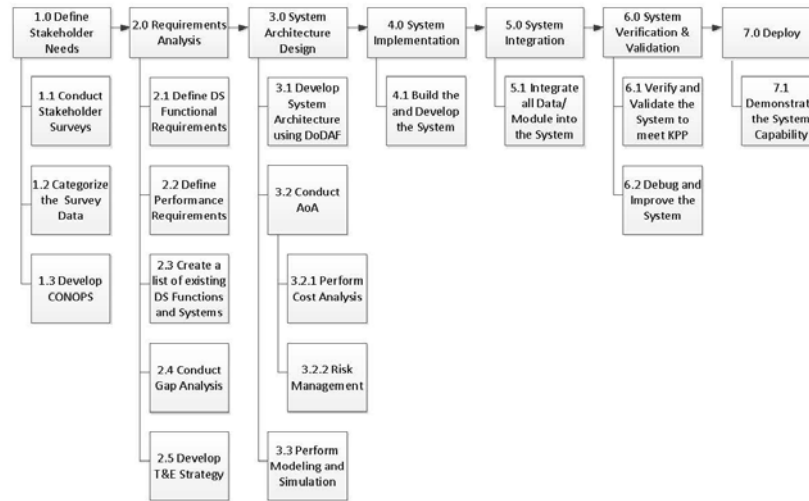 1.0 Define
Stakeholder
Needs
2.0 Requirements
Analysis
3.0 System
Architecture
Design
4.0 System
Implementation
5.0 System
Integration
6.0 System
Verification &
Validation
7.0 Deploy
1.1 Conduct
Stakeholder
Surveys
1.2 Categorize
the Survey
Data
1.3 Develop
CONOPS
2.1 Define DS
Functional
Requirements
2.2 Define
Performance
Requirements
2.3 Create a
list of existing
DS Functions
and Systems
2.4 Conduct
Gap Analysis
2.5 Develop
T&E Strategy
3.1 Develop
System
Architecture
using DoDAF
3.2 Conduct
AoA
3.2.1 Perform
Cost Analysis
3.2.2 Risk
Management
3.3 Perform
Modeling and
Simulation
4.1 Build the
and Develop
the System
5.1 Integrate
all Data/
Module into
the System
6.1 Verify and
Validate the
System to
meet KPP
6.2 Debug and
Improve the
System
7.1
Demonstrat
the System
Capability